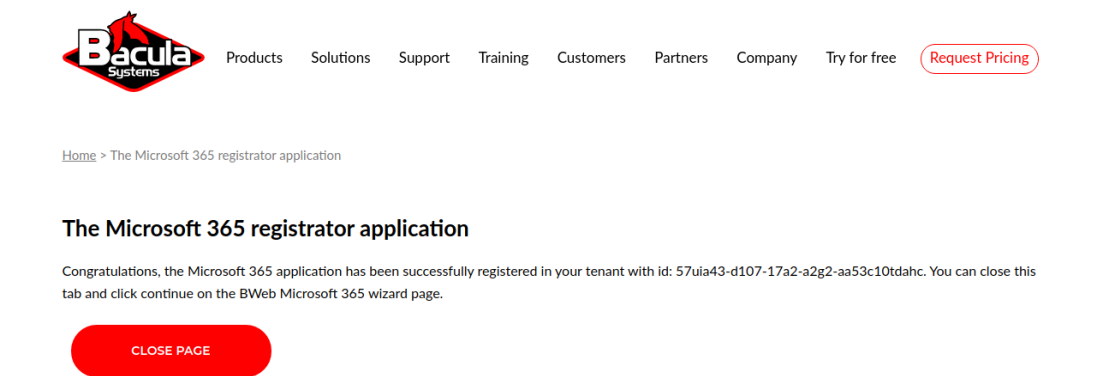 Bacula
Systems
Products Solutions Support Training Customers Partners Company Try for free Request Pricing
Home > The Microsoft 365 registrator application
The Microsoft 365 registrator application
Congratulations, the Microsoft 365 application has been successfully registered in your tenant with id: 57uia43-d107-17a2-a2g2-aa53c10tdahc. You can close this
tab and click continue on the BWeb Microsoft 365 wizard page.
CLOSE PAGE